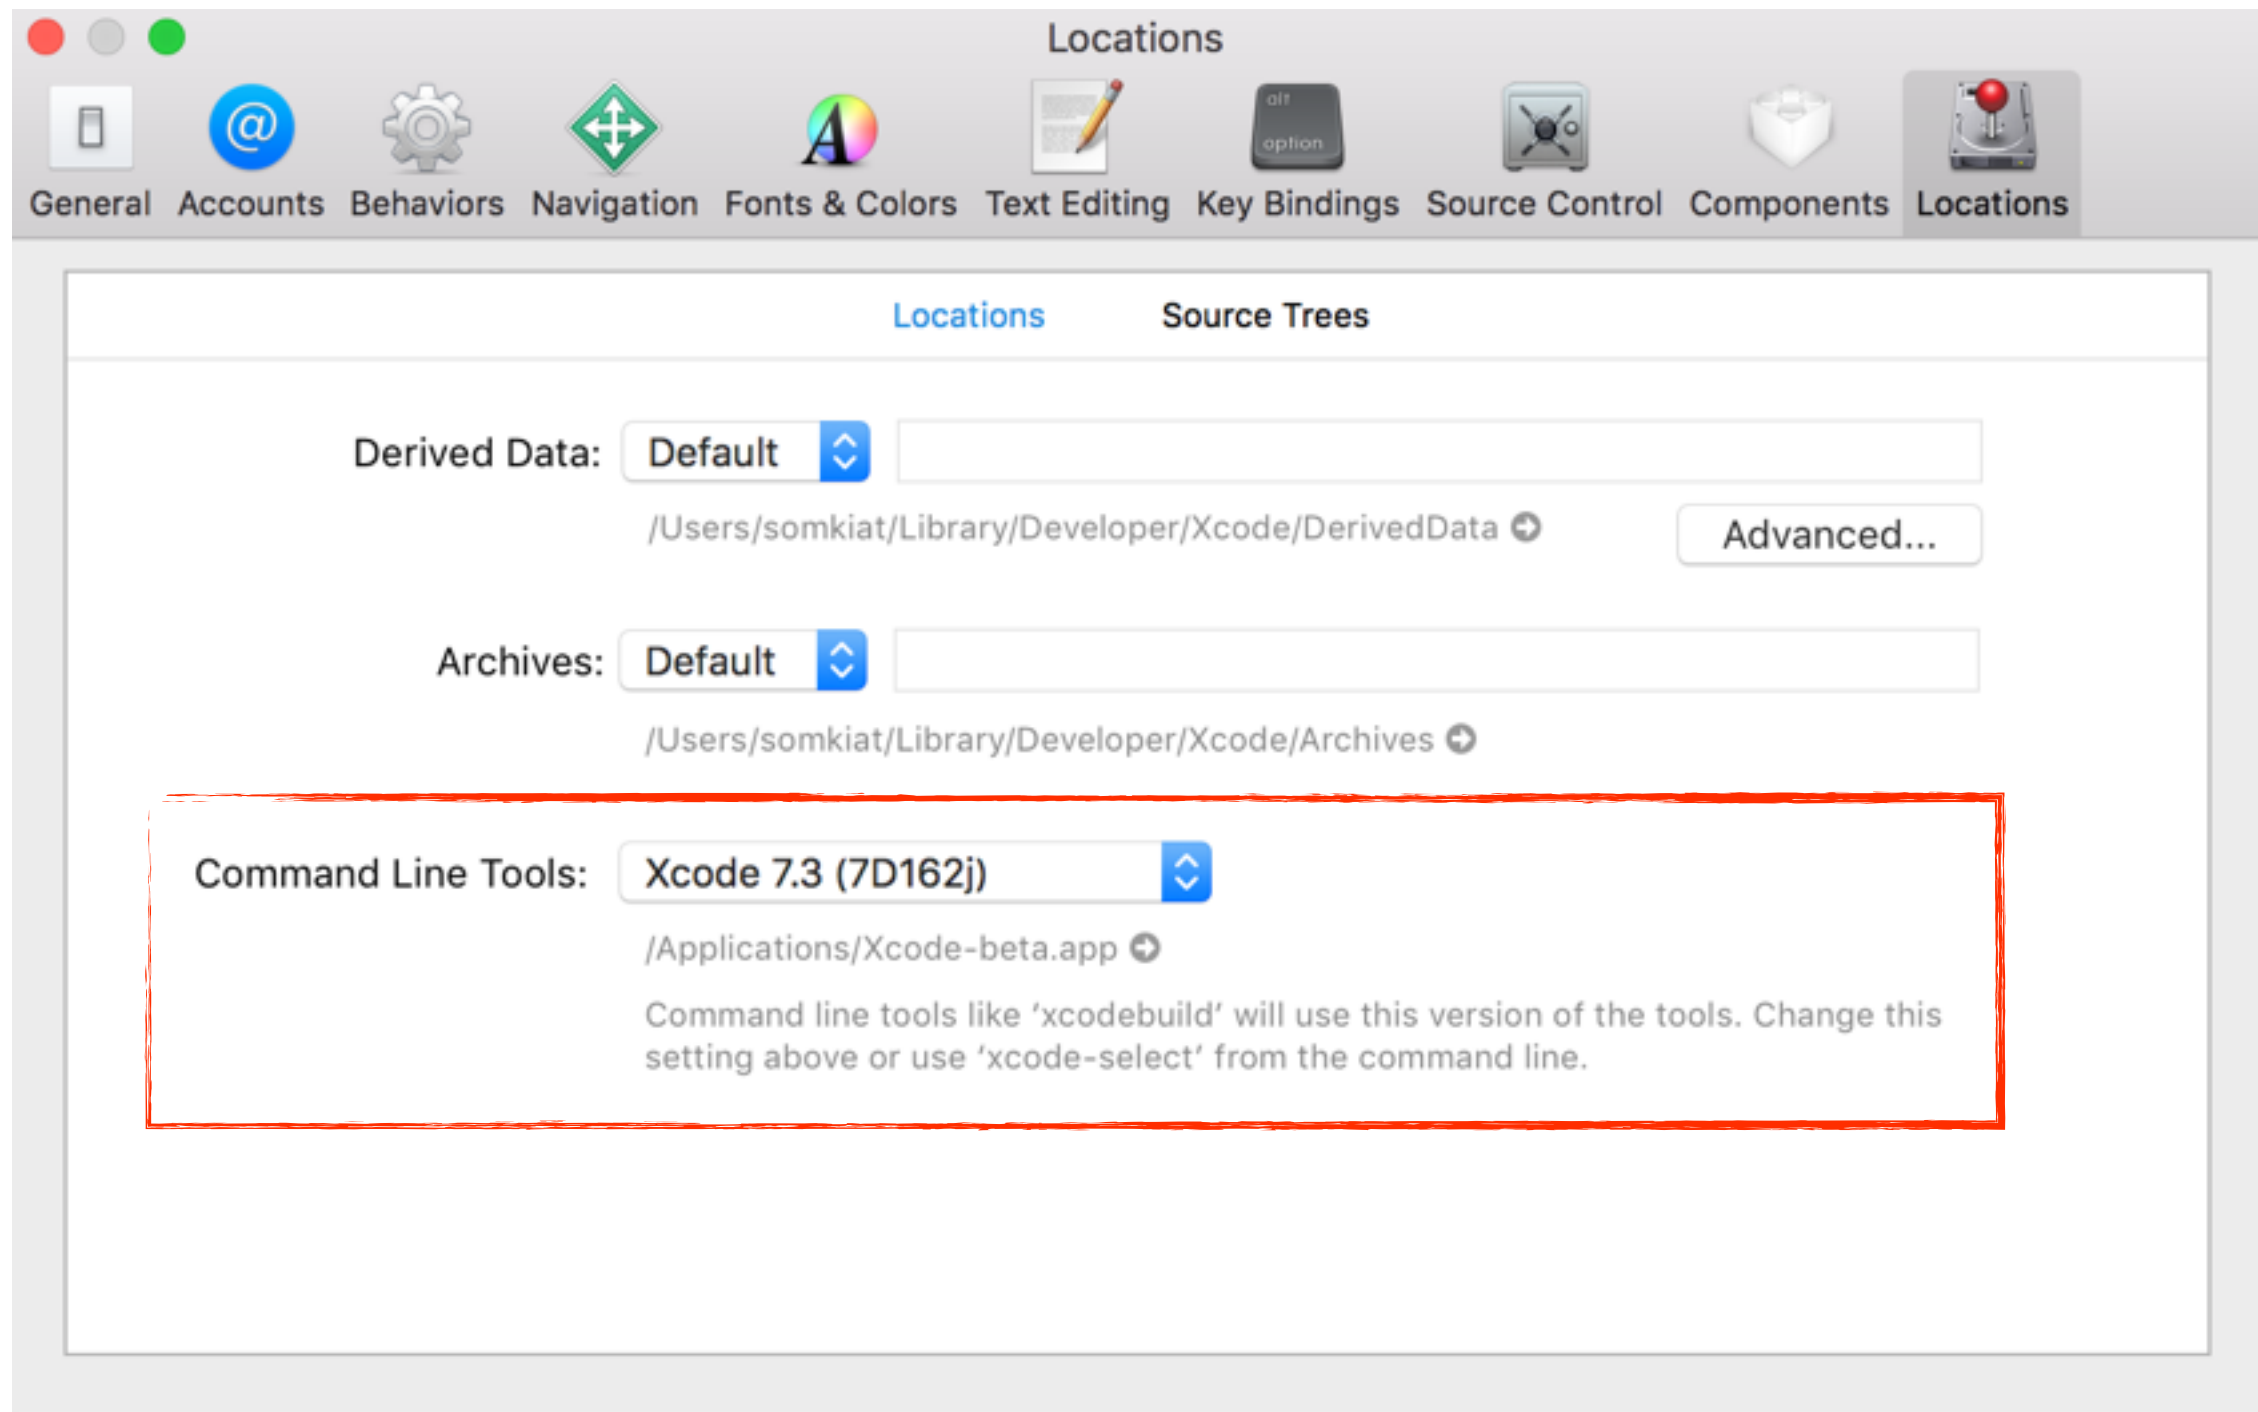 Locations
@
A
alt
option
General Accounts Behaviors Navigation Fonts & Colors Text Editing Key Bindings Source Control Components Locations
Locations Source Trees
Derived Data: Default
/Users/somkiat/Library/Developer/Xcode/DerivedData
Advanced...
Archives: Default
/Users/somkiat/Library/Developer/Xcode/Archives
Command Line Tools: Xcode 7.3 (7D162j)
/Applications/Xcode-beta.app
Command line tools like ‘xcodebuild’ will use this version of the tools. Change this
setting above or use ‘xcode-select’ from the command line.